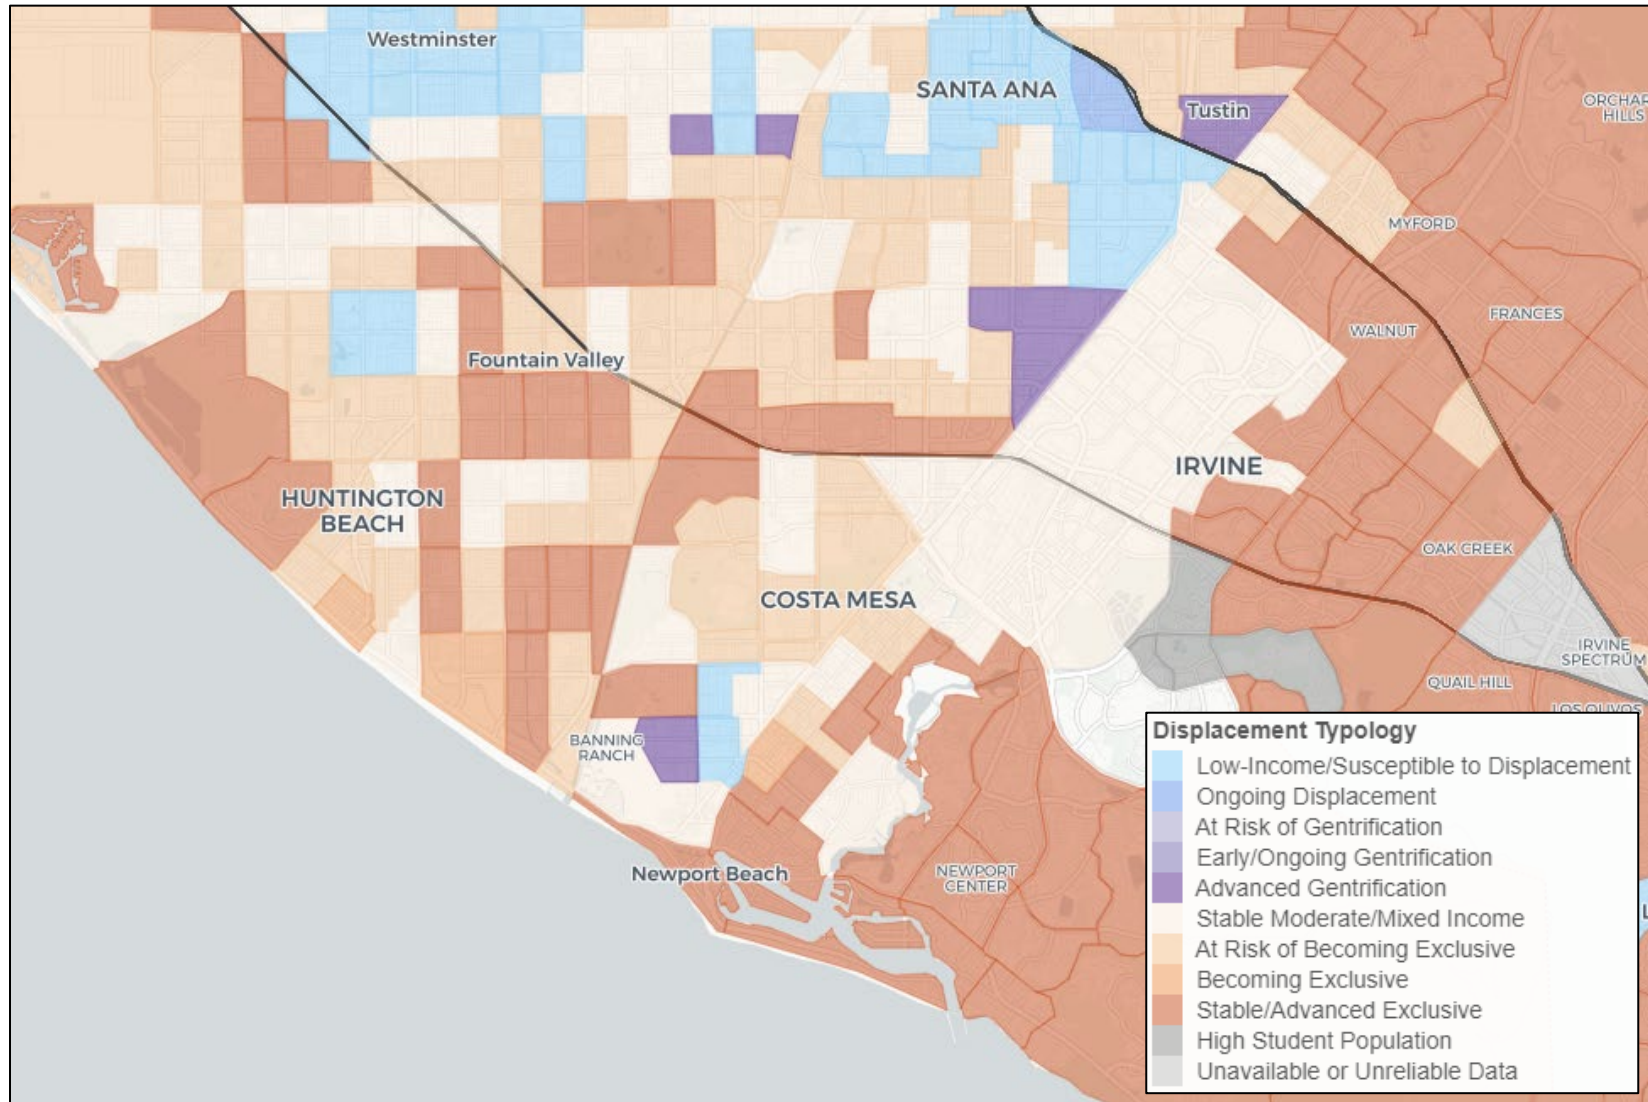 Westminster
SANTA ANA
Tustin
MYFORD
FRANCES
WALNUT
Fountain Valley
IRVINE
HUNTINGTON
BEACH
OAK CREEK
COSTA MESA
IRVINE
SPECTRUM
QUAIL HILL
LOS OLIVOS
BANNING
RANCH
Newport Beach
NEWPORT
CENTER
Displacement Typology
Low-Income/Susceptible to Displacement
Ongoing Displacement
At Risk of Gentrification
Early/Ongoing Gentrification
Advanced Gentrification
Stable Moderate/Mixed Income
At Risk of Becoming Exclusive
Becoming Exclusive
Stable/Advanced Exclusive
High Student Population
Unavailable or Unreliable Data
HILLS